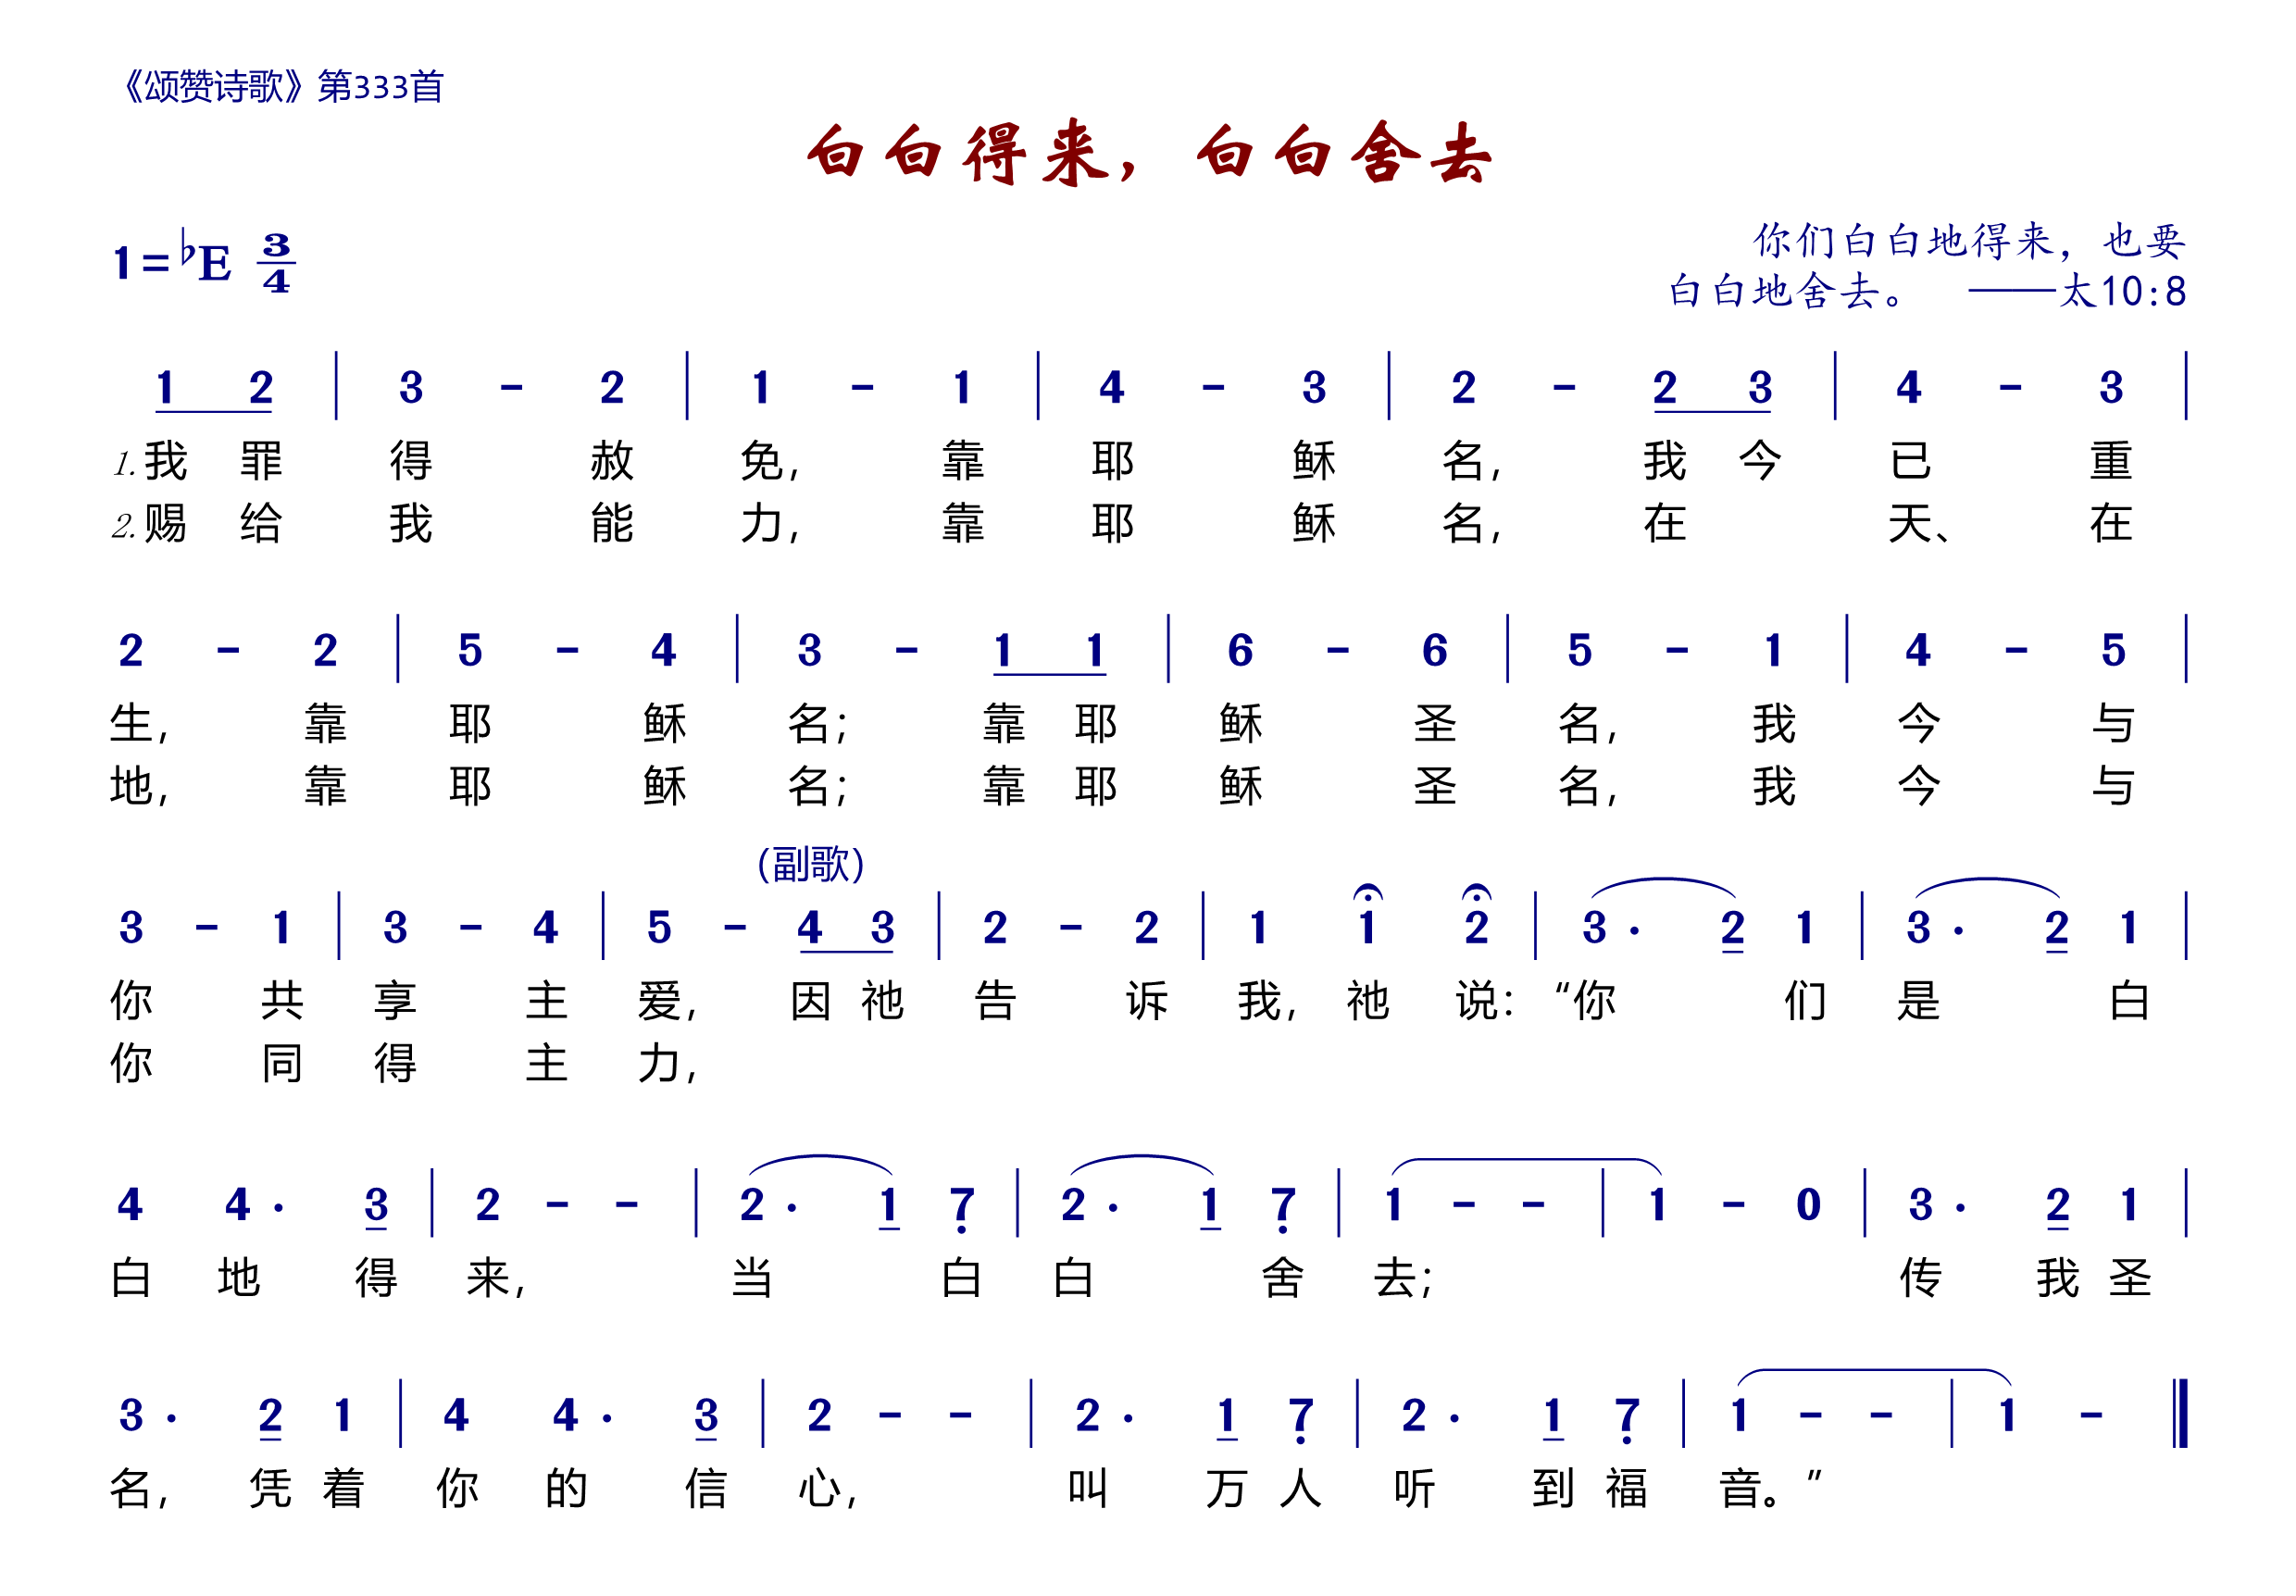 《颂赞诗歌》第333首
白白得来，白白舍去
1=♭E 3/4
你们白白地得来，也要
白白地舍去。 ——太10:8
1 2 | 3 - 2 | 1 - 1 | 4 - 3 | 2 - 2 3 | 4 - 3 |
1.我 罪 得 赦 免， 靠 耶 稣 名， 我 今 已 重
2.赐 给 我 能 力， 靠 耶 稣 名， 在 天、 在
2 - 2 | 5 - 4 | 3 - 1 1 | 6 - 6 | 5 - 1 | 4 - 5 |
生， 靠 耶 稣 名； 靠 耶 稣 圣 名， 我 今 与
地， 靠 耶 稣 名； 靠 耶 稣 圣 名， 我 今 与
(副歌)
3 - 1 | 3 - 4 | 5 - 4 3 | 2 - 2 | 1 1 2 | 3 · 2 1 | 3 · 2 1 |
你 共 享 主 爱， 因 祂 告 诉 我， 祂 说：“你 们 是 白
你 同 得 主 力，
4 4 · 3 | 2 - - | 2 · 1 7 | 2 · 1 7 | 1 - - | 1 - 0 | 3 · 2 1 |
白 地 得 来， 当 白 白 舍 去； 传 我 圣
3 · 2 1 | 4 4 · 3 | 2 - - | 2 · 1 7 | 2 · 1 7 | 1 - - | 1 - ‖
名， 凭 着 你 的 信 心， 叫 万 人 听 到 福 音。”